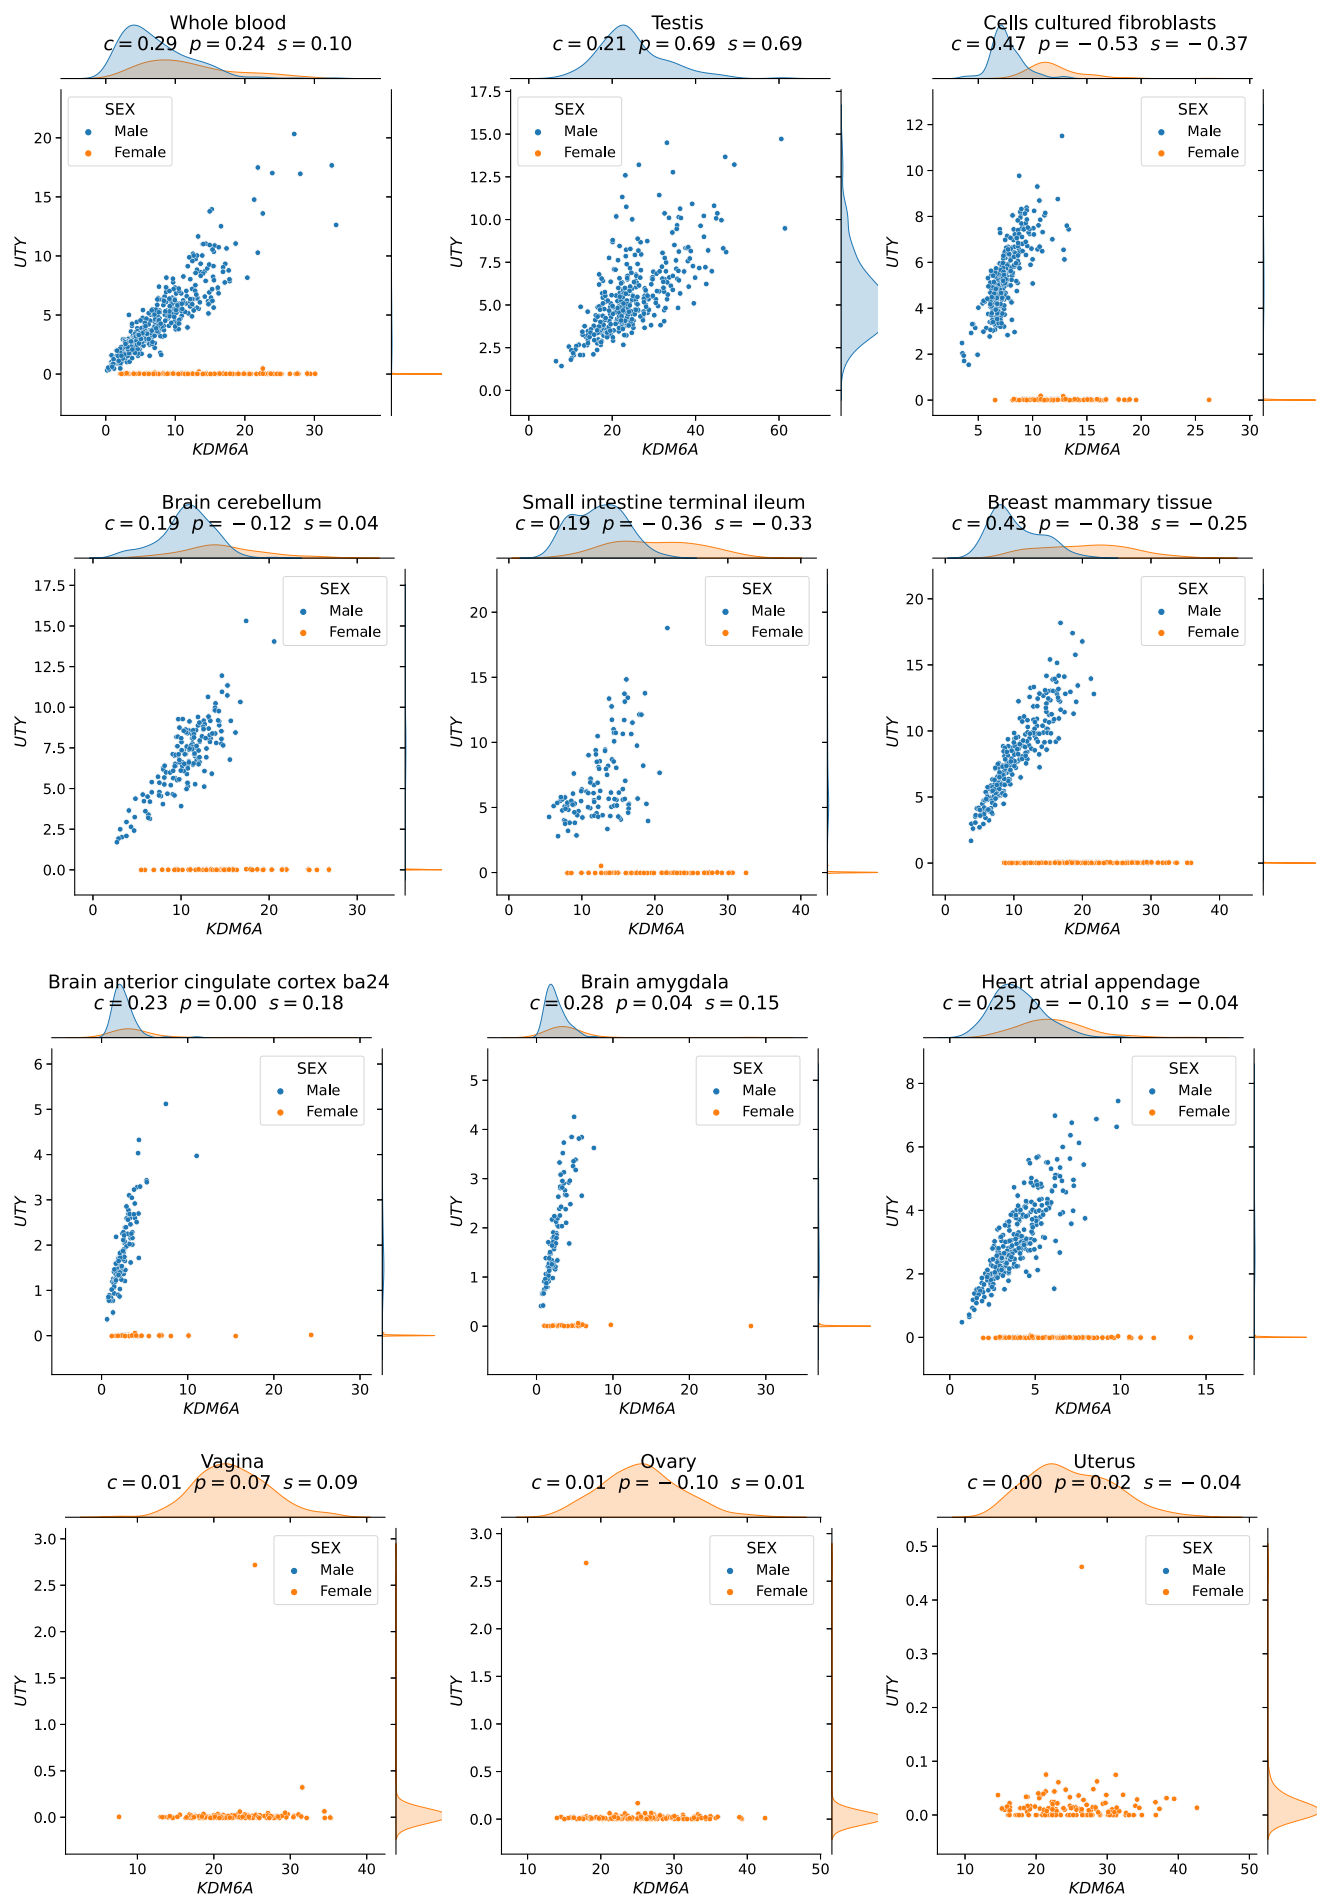 Whole blood
c = 0.29 p = 0.24 s = 0.10
SEX
Male
Female
UTY
20
15
10
5
0
0 10 20 30
KDM6A
Testis
c = 0.21 p = 0.69 s = 0.69
SEX
Male
Female
UTY
17.5
15.0
12.5
10.0
7.5
5.0
2.5
0.0
0 20 40 60
KDM6A
Cells cultured fibroblasts
c = 0.47 p = −0.53 s = −0.37
SEX
Male
Female
UTY
12
10
8
6
4
2
0
5 10 15 20 25 30
KDM6A
Brain cerebellum
c = 0.19 p = −0.12 s = 0.04
SEX
Male
Female
UTY
17.5
15.0
12.5
10.0
7.5
5.0
2.5
0.0
0 10 20 30
KDM6A
Small intestine terminal ileum
c = 0.19 p = −0.36 s = −0.33
SEX
Male
Female
UTY
20
15
10
5
0
0 10 20 30 40
KDM6A
Breast mammary tissue
c = 0.43 p = −0.38 s = −0.25
SEX
Male
Female
UTY
20
15
10
5
0
0 10 20 30 40
KDM6A
Brain anterior cingulate cortex ba24
c = 0.23 p = 0.00 s = 0.18
SEX
Male
Female
UTY
6
5
4
3
2
1
0
0 10 20 30
KDM6A
Brain amygdala
c = 0.28 p = 0.04 s = 0.15
SEX
Male
Female
UTY
5
4
3
2
1
0
0 10 20 30
KDM6A
Heart atrial appendage
c = 0.25 p = −0.10 s = −0.04
SEX
Male
Female
UTY
8
6
4
2
0
0 5 10 15
KDM6A
Vagina
c = 0.01 p = 0.07 s = 0.09
SEX
Male
Female
UTY
3.0
2.5
2.0
1.5
1.0
0.5
0.0
10 20 30 40
KDM6A
Ovary
c = 0.01 p = −0.10 s = 0.01
SEX
Male
Female
UTY
3.0
2.5
2.0
1.5
1.0
0.5
0.0
10 20 30 40 50
KDM6A
Uterus
c = 0.00 p = 0.02 s = −0.04
SEX
Male
Female
UTY
0.5
0.4
0.3
0.2
0.1
0.0
10 20 30 40 50
KDM6A